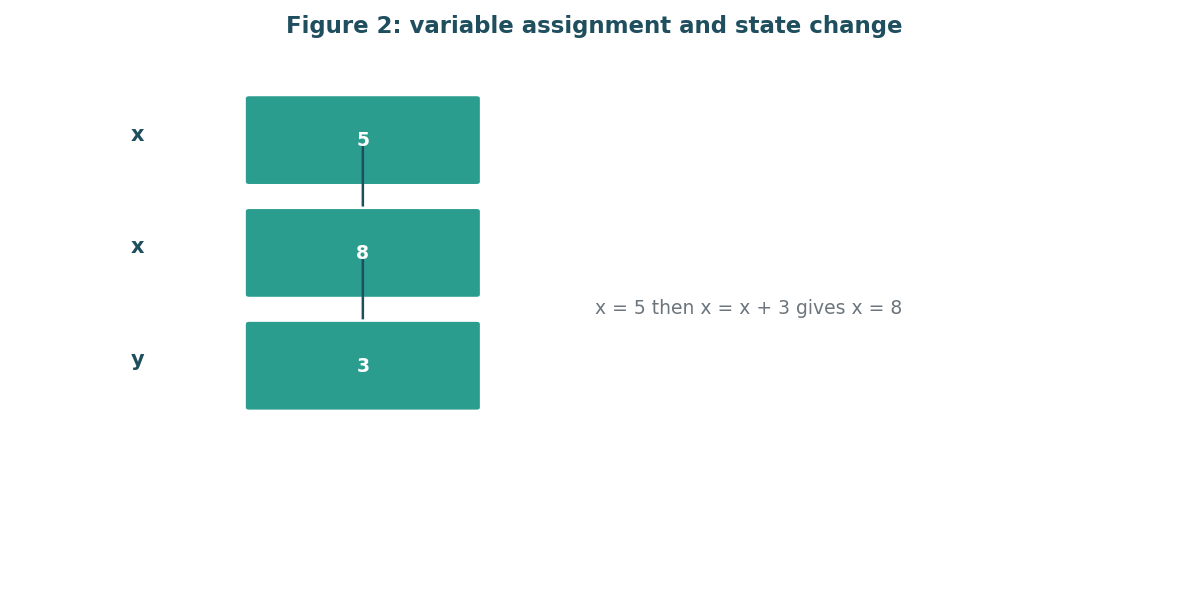 Figure 2: variable assignment and state change
x
5
x
8
x = 5 then x = x + 3 gives x = 8
y
3